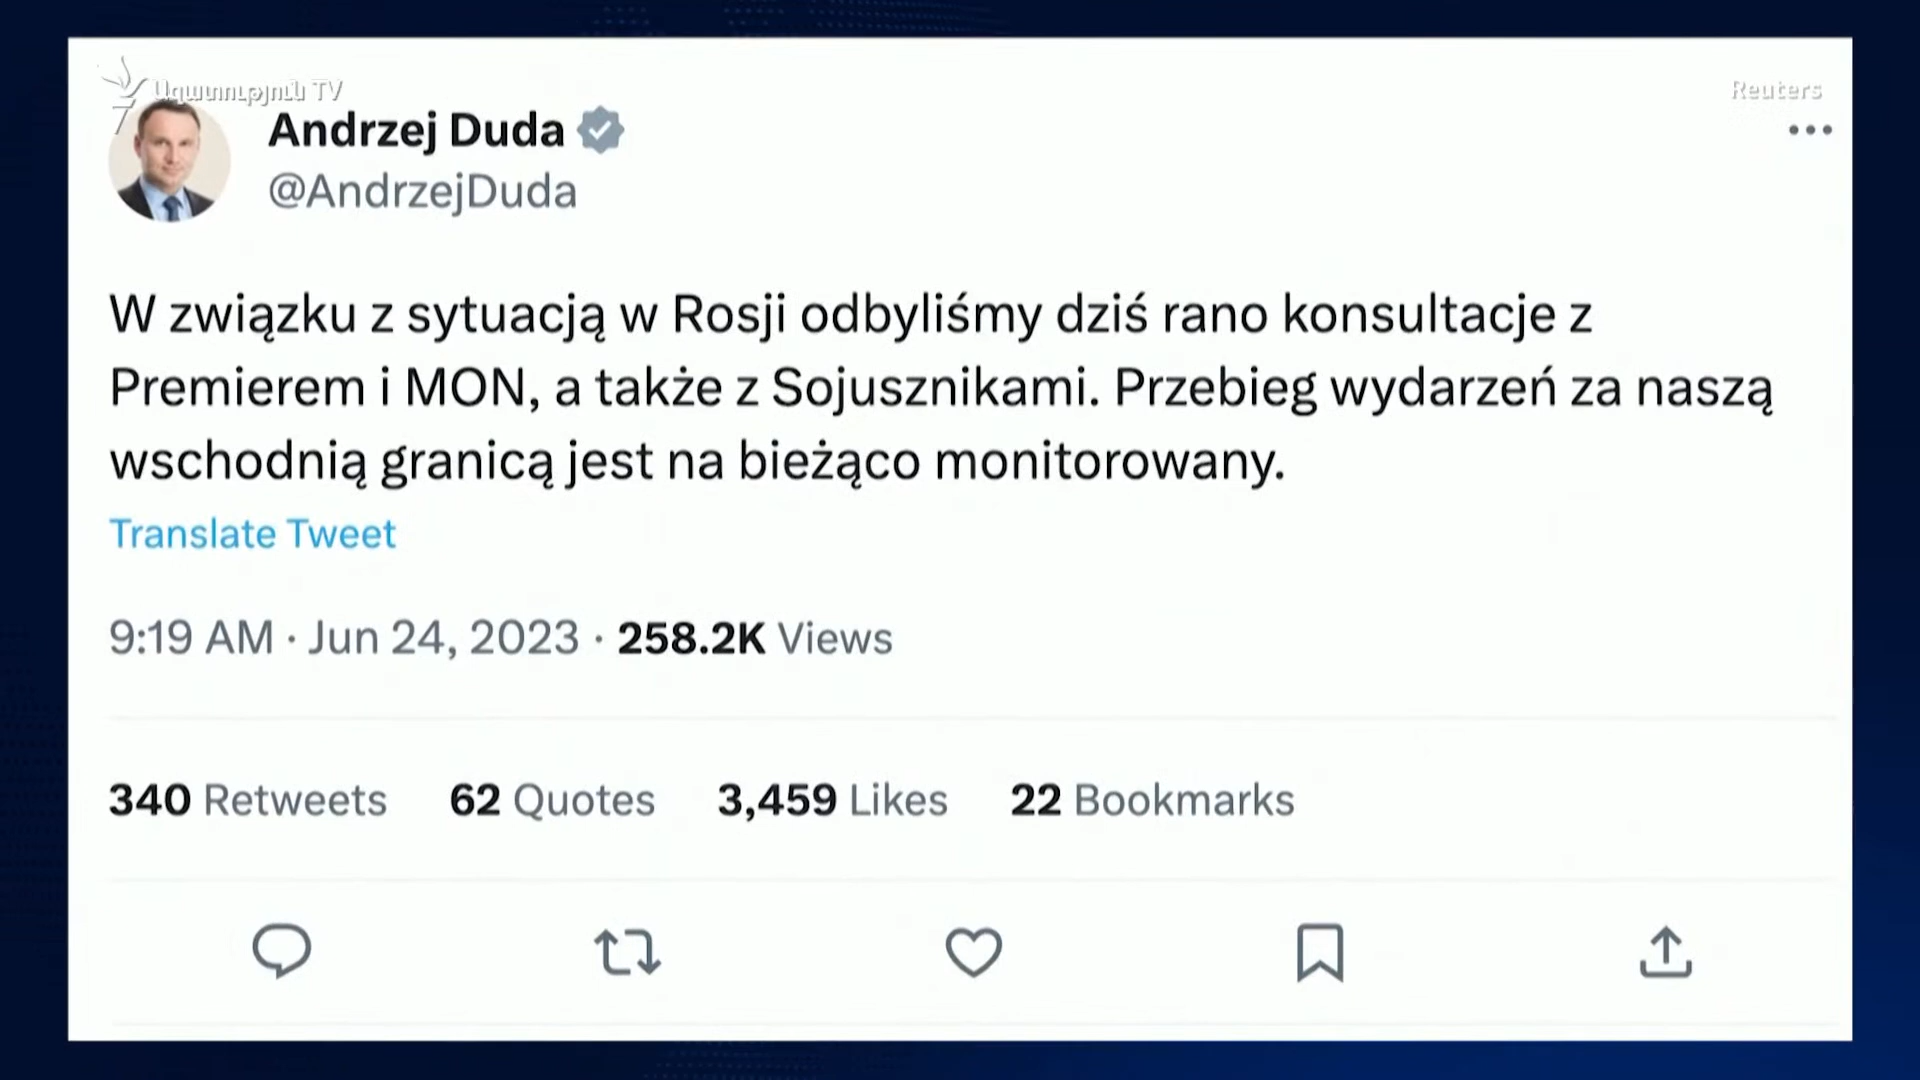 Ազատություն TV
Reuters
Andrzej Duda
@AndrzejDuda
W związku z sytuacją w Rosji odbyliśmy dziś rano konsultacje z
Premierem i MON, a także z Sojusznikami. Przebieg wydarzeń za naszą
wschodnią granicą jest na bieżąco monitorowany.
Translate Tweet
9:19 AM · Jun 24, 2023 · 258.2K Views
340 Retweets 62 Quotes 3,459 Likes 22 Bookmarks